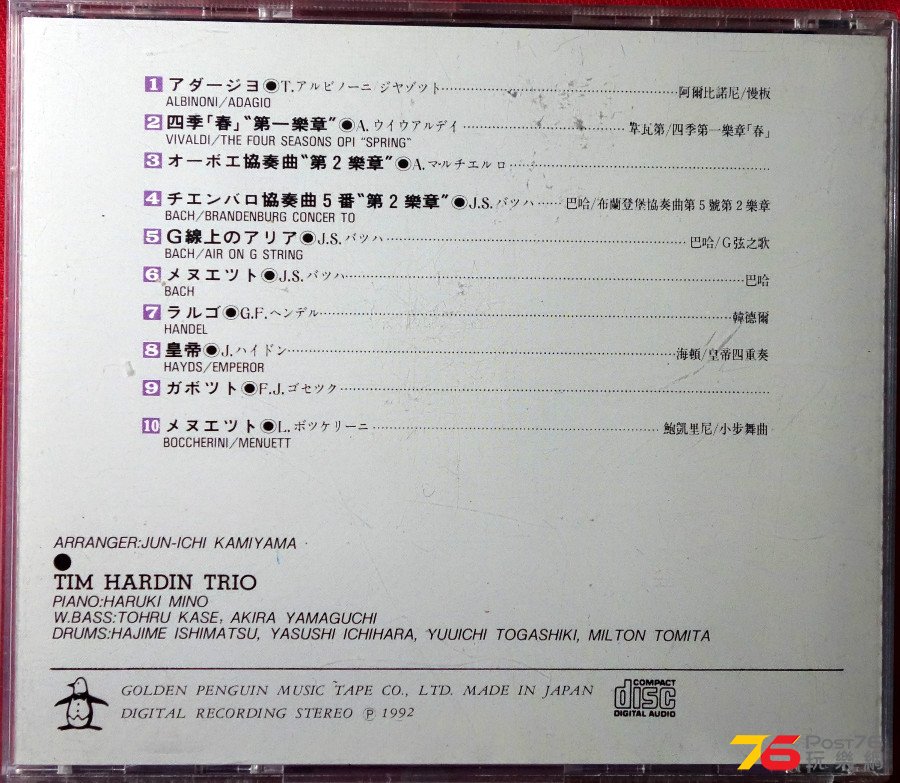 1 アダージヨ●T.アルビノーニ ジヤゾット 阿爾比諾尼/慢板
ALBINONI/ADAGIO
2 四季「春」“第一樂章”●A.ウイウアルデイ 韋瓦第/四季第一樂章「春」
VIVALDI/THE FOUR SEASONS OPI “SPRING”
3 オーボエ協奏曲“第2樂章”●A.マルチエルロ
4 チエンバロ協奏曲5番“第2樂章”●J.S.バツハ 巴哈/布蘭登堡協奏曲第5號第2樂章
BACH/BRANDENBURG CONCER TO
5 G線上のアリア●J.S.バツハ 巴哈/G弦之歌
BACH/AIR ON G STRING
6 メヌエツト●J.S.バツハ 巴哈
BACH
7 ラルゴ●G.F.ヘンデル 韓德爾
HANDEL
8 皇帝●J.ハイドン 海頓/皇帝四重奏
HAYDS/EMPEROR
9 ガボツト●F.J.ゴセツク
10 メヌエツト●L.ボツケリーニ 鮑凱里尼/小步舞曲
BOCCHERINI/MENUETT
ARRANGER:JUN-ICHI KAMIYAMA
●
TIM HARDIN TRIO
PIANO:HARUKI MINO
W.BASS:TOHRU KASE, AKIRA YAMAGUCHI
DRUMS:HAJIME ISHIMATSU, YASUSHI ICHIHARA, YUUICHI TOGASHIKI, MILTON TOMITA
GOLDEN PENGUIN MUSIC TAPE CO., LTD. MADE IN JAPAN
DIGITAL RECORDING STEREO Ⓟ 1992
COMPACT
disc
DIGITAL AUDIO
76 Post76
玩樂網